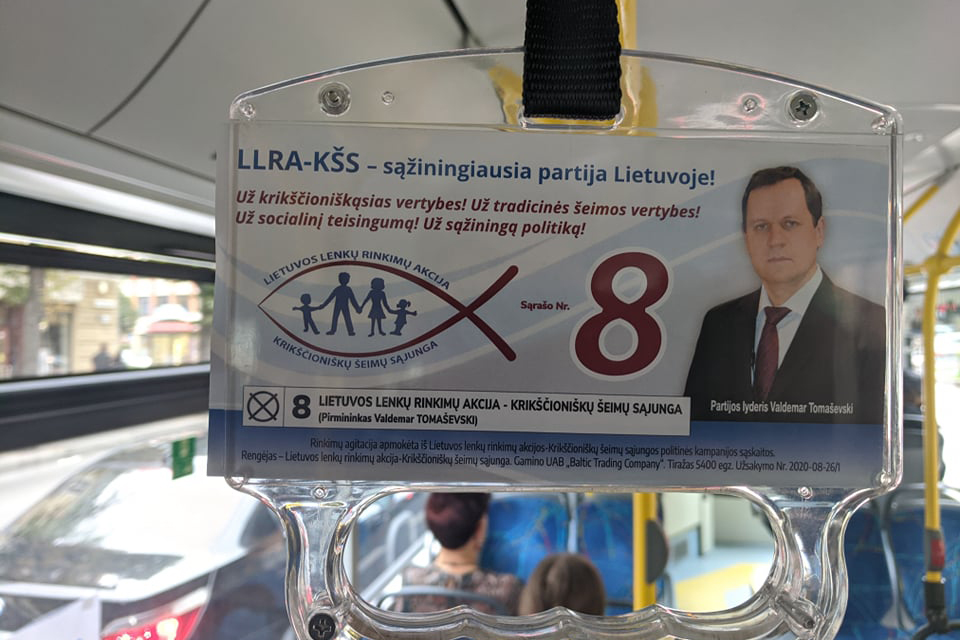 LLRA-KŠS – sąžiningiausia partija Lietuvoje!
Už krikščioniškąsias vertybes! Už tradicinės šeimos vertybes!
Už socialinį teisingumą! Už sąžiningą politiką!
LIETUVOS LENKŲ RINKIMŲ AKCIJA
KRIKŠČIONIŠKŲ ŠEIMŲ SĄJUNGA
Sąrašo Nr. 8
Partijos lyderis Valdemar Tomaševski
8 LIETUVOS LENKŲ RINKIMŲ AKCIJA - KRIKŠČIONIŠKŲ ŠEIMŲ SĄJUNGA
(Pirmininkas Valdemar TOMAŠEVSKI)
Rinkimų agitacija apmokėta iš Lietuvos lenkų rinkimų akcijos-Krikščioniškų šeimų sąjungos politinės kampanijos sąskaitos.
Rengėjas – Lietuvos lenkų rinkimų akcija-Krikščioniškų šeimų sąjunga. Gamino UAB „Baltic Trading Company". Tiražas 5400 egz. Užsakymo Nr. 2020-08-26/1